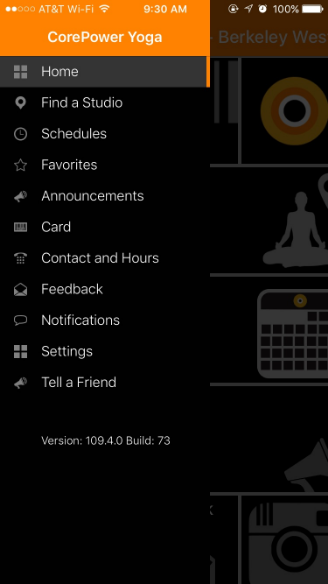 AT&T Wi-Fi 9:30 AM 100%
CorePower Yoga - Berkeley Wes
Home
Find a Studio
Schedules
Favorites
Announcements
Card
Contact and Hours
Feedback
Notifications
Settings
Tell a Friend
Version: 109.4.0 Build: 73